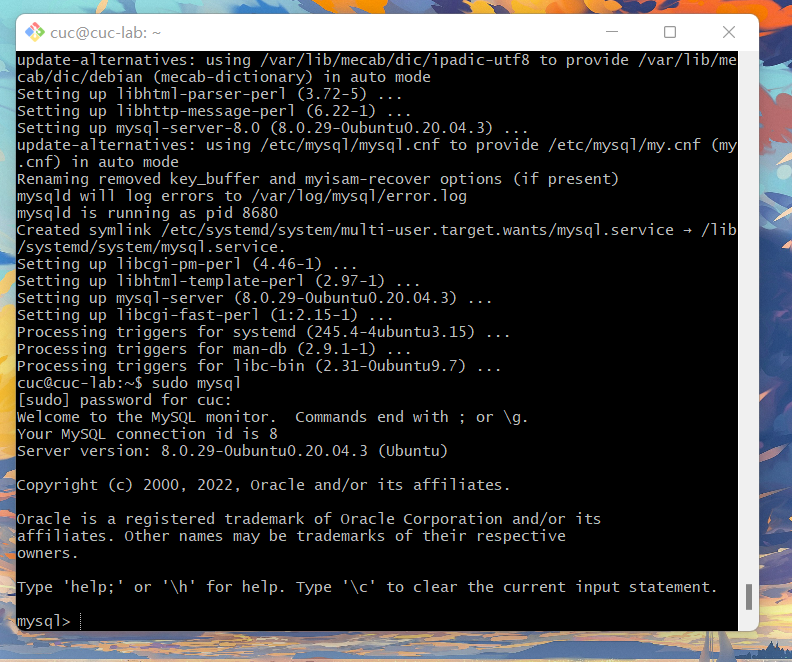 cuc@cuc-lab: ~
update-alternatives: using /var/lib/mecab/dic/ipadic-utf8 to provide /var/lib/me
cab/dic/debian (mecab-dictionary) in auto mode
Setting up libhtml-parser-perl (3.72-5) ...
Setting up libhttp-message-perl (6.22-1) ...
Setting up mysql-server-8.0 (8.0.29-0ubuntu0.20.04.3) ...
update-alternatives: using /etc/mysql/mysql.cnf to provide /etc/mysql/my.cnf (my
.cnf) in auto mode
Renaming removed key_buffer and myisam-recover options (if present)
mysqld will log errors to /var/log/mysql/error.log
mysqld is running as pid 8680
Created symlink /etc/systemd/system/multi-user.target.wants/mysql.service → /lib
/systemd/system/mysql.service.
Setting up libcgi-pm-perl (4.46-1) ...
Setting up libhtml-template-perl (2.97-1) ...
Setting up mysql-server (8.0.29-0ubuntu0.20.04.3) ...
Setting up libcgi-fast-perl (1:2.15-1) ...
Processing triggers for systemd (245.4-4ubuntu3.15) ...
Processing triggers for man-db (2.9.1-1) ...
Processing triggers for libc-bin (2.31-0ubuntu9.7) ...
cuc@cuc-lab:~$ sudo mysql
[sudo] password for cuc:
Welcome to the MySQL monitor.  Commands end with ; or \g.
Your MySQL connection id is 8
Server version: 8.0.29-0ubuntu0.20.04.3 (Ubuntu)
Copyright (c) 2000, 2022, Oracle and/or its affiliates.
Oracle is a registered trademark of Oracle Corporation and/or its
affiliates. Other names may be trademarks of their respective
owners.
Type 'help;' or '\h' for help. Type '\c' to clear the current input statement.
mysql>